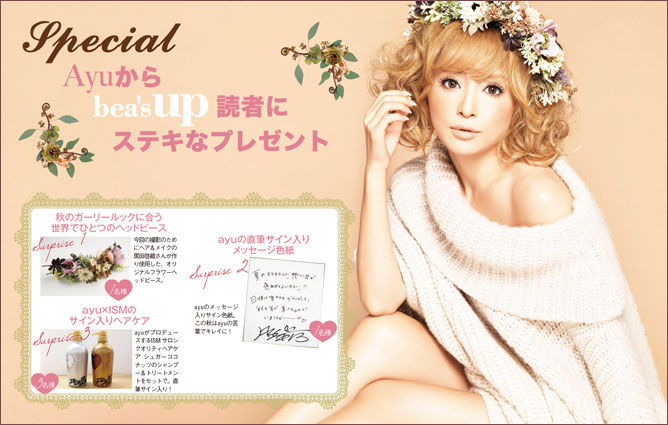 Special
Ayuから
bea's up 読者に
ステキなプレゼント
秋のガーリールックに合う
世界でひとつのヘッドピース
Surprise 1
今回の撮影のため
にヘア&メイクの
黒田啓蔵さんが作
り使用した、オリ
ジナルフラワーヘ
ッドピース。
1名様
ayu×ISMの
サイン入りヘアケア
Surprise 3
ayuがプロデュー
スするISM サロン
クオリティヘアケ
ア シュガーココ
ナッツのシャンプ
ー&トリートメン
トをセットで。直
筆サイン入り!
3名様
ayuの直筆サイン入り
メッセージ色紙
Surprise 2
ayuのメッセージ
入りサイン色紙。
この秋はayuの言
葉でキレイに!
1名様